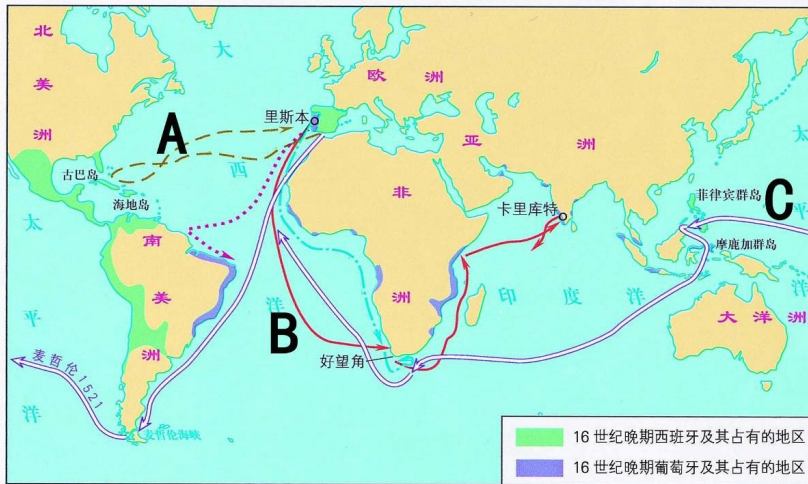 北美洲
大西洋
欧洲
里斯本
A
亚洲
太平洋
古巴岛
海地岛
非洲
卡里库特
菲律宾群岛
C
摩鹿加群岛
南美洲
太平洋
B
印度洋
大洋洲
好望角
麦哲伦1521
麦哲伦海峡
16世纪晚期西班牙及其占有的地区
16世纪晚期葡萄牙及其占有的地区